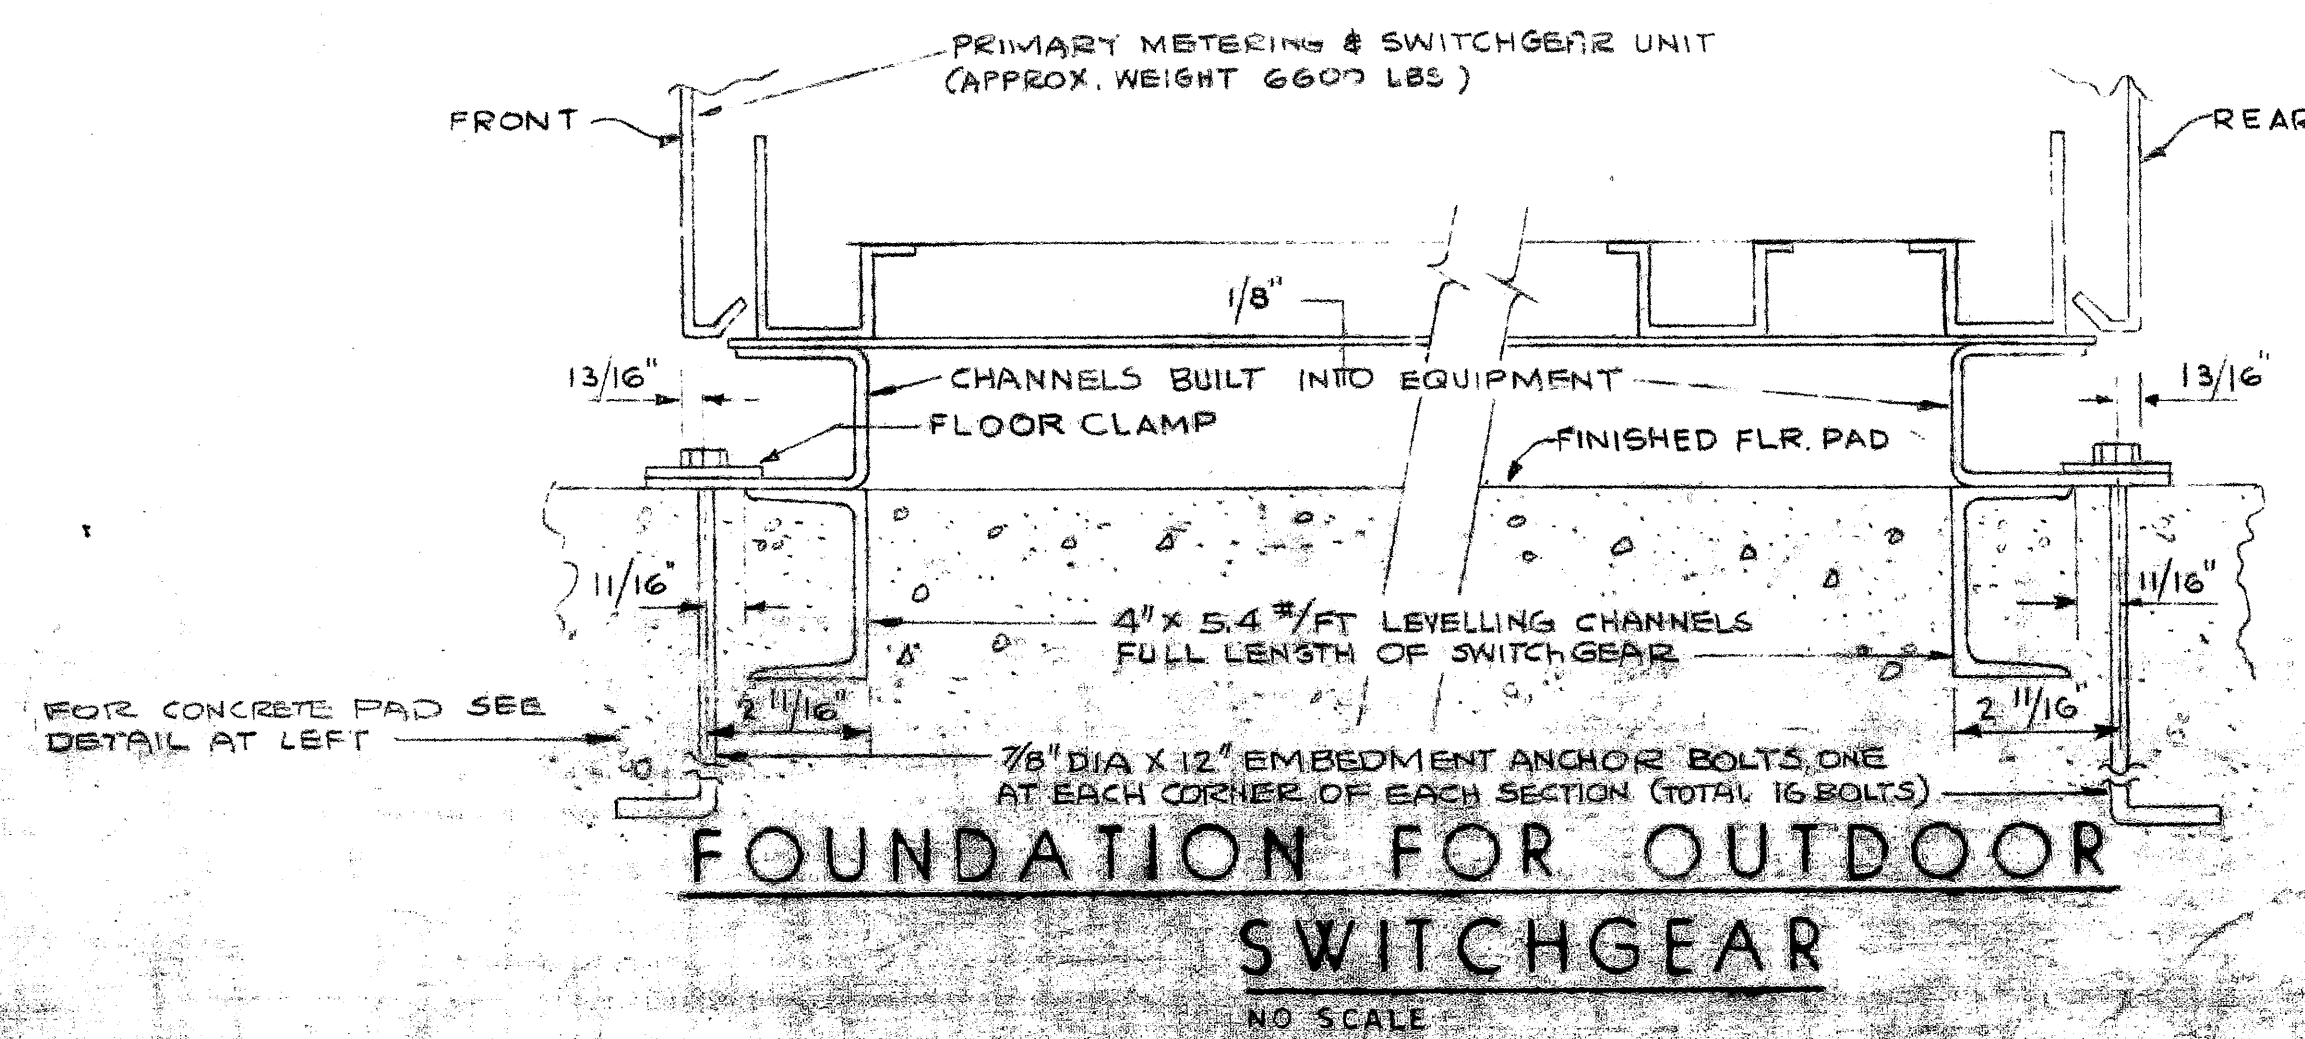 PRIMARY METERING & SWITCHGEAR UNIT
(APPROX. WEIGHT 6600 LBS)
FRONT
REAR
1/8"
13/16"
CHANNELS BUILT INTO EQUIPMENT
13/16"
FLOOR CLAMP
FINISHED FLR. PAD
11/16"
11/16"
4" x 5.4 #/FT LEVELLING CHANNELS
FULL LENGTH OF SWITCHGEAR
2 11/16"
2 11/16"
FOR CONCRETE PAD SEE
DETAIL AT LEFT
7/8" DIA X 12" EMBEDMENT ANCHOR BOLTS, ONE
AT EACH CORNER OF EACH SECTION (TOTAL 16 BOLTS)
FOUNDATION FOR OUTDOOR
SWITCHGEAR
NO SCALE